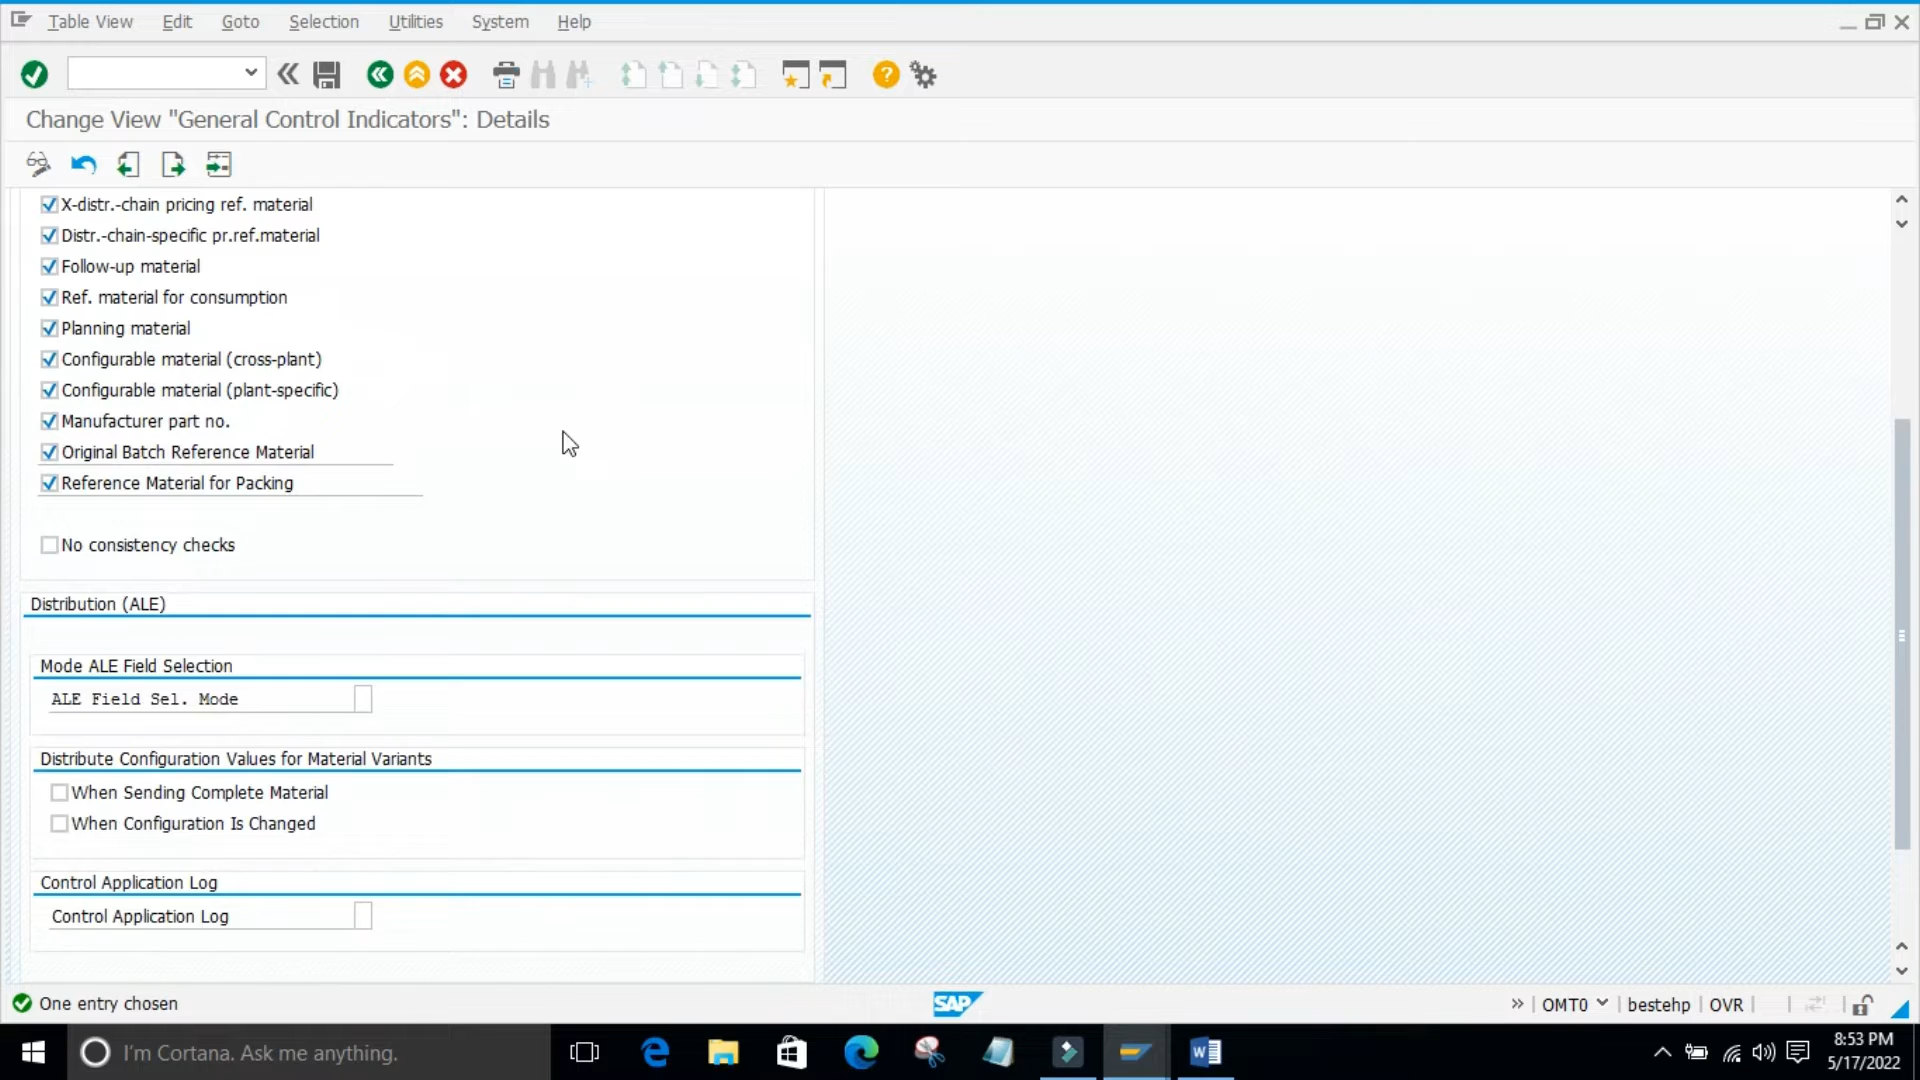 Table View Edit Goto Selection Utilities System Help
Change View "General Control Indicators": Details
X-distr.-chain pricing ref. material
Distr.-chain-specific pr.ref.material
Follow-up material
Ref. material for consumption
Planning material
Configurable material (cross-plant)
Configurable material (plant-specific)
Manufacturer part no.
Original Batch Reference Material
Reference Material for Packing
No consistency checks
Distribution (ALE)
Mode ALE Field Selection
ALE Field Sel. Mode
Distribute Configuration Values for Material Variants
When Sending Complete Material
When Configuration Is Changed
Control Application Log
Control Application Log
One entry chosen SAP OMT0 bestehp OVR
I'm Cortana. Ask me anything.
8:53 PM
5/17/2022